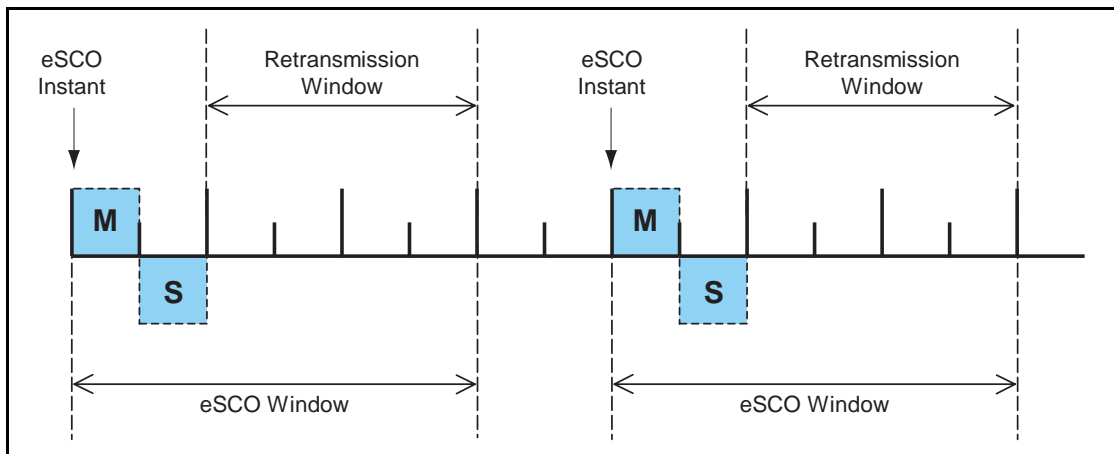 eSCO
Instant
Retransmission
Window
eSCO
Instant
Retransmission
Window
M
S
M
S
eSCO Window
eSCO Window